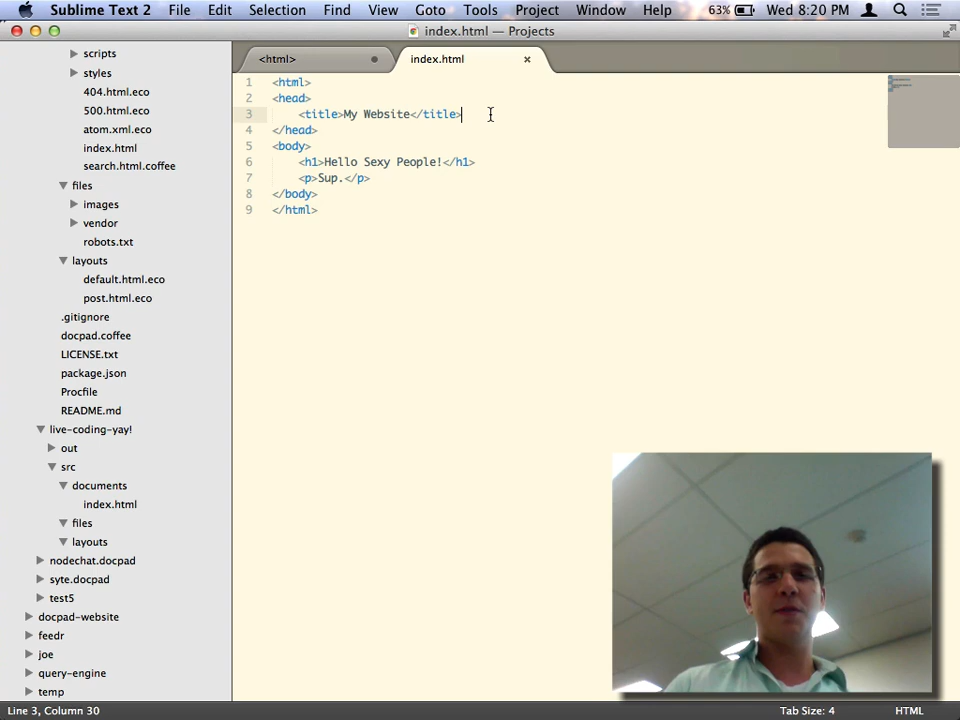 Sublime Text 2 File Edit Selection Find View Goto Tools Project Window Help 63% Wed 8:20 PM
index.html — Projects
scripts
styles
404.html.eco
500.html.eco
atom.xml.eco
index.html
search.html.coffee
files
images
vendor
robots.txt
layouts
default.html.eco
post.html.eco
.gitignore
docpad.coffee
LICENSE.txt
package.json
Procfile
README.md
live-coding-yay!
out
src
documents
index.html
files
layouts
nodechat.docpad
syte.docpad
test5
docpad-website
feedr
joe
query-engine
temp
<html> index.html
1 <html>
2 <head>
3 <title>My Website</title>
4 </head>
5 <body>
6 <h1>Hello Sexy People!</h1>
7 <p>Sup.</p>
8 </body>
9 </html>
Line 3, Column 30 Tab Size: 4 HTML